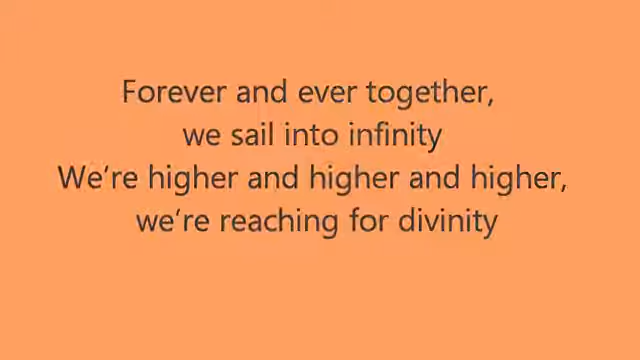 Forever and ever together,
we sail into infinity
We're higher and higher and higher,
we're reaching for divinity